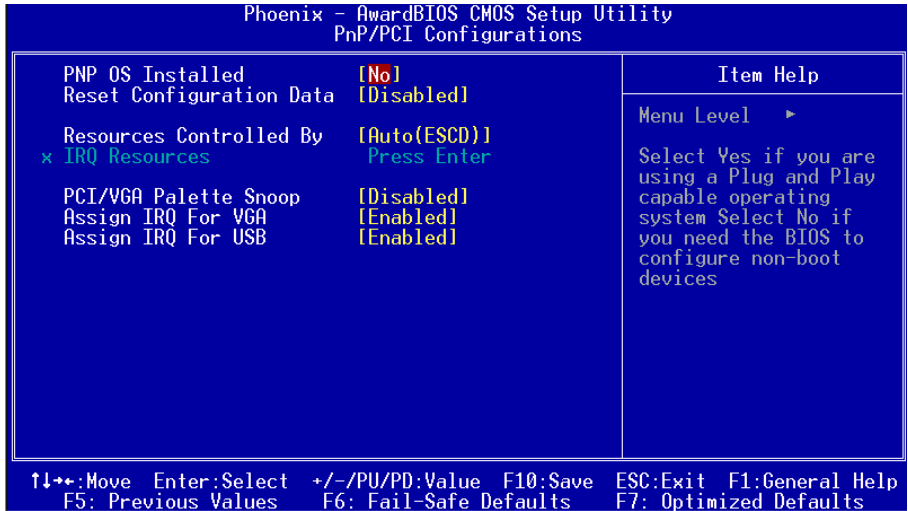 Phoenix - AwardBIOS CMOS Setup Utility
PnP/PCI Configurations
PNP OS Installed [No]
Reset Configuration Data [Disabled]
Resources Controlled By [Auto(ESCD)]
x IRQ Resources Press Enter
PCI/VGA Palette Snoop [Disabled]
Assign IRQ For VGA [Enabled]
Assign IRQ For USB [Enabled]
Item Help
Menu Level ►
Select Yes if you are
using a Plug and Play
capable operating
system Select No if
you need the BIOS to
configure non-boot
devices
↑↓→←:Move Enter:Select +/-/PU/PD:Value F10:Save ESC:Exit F1:General Help
F5: Previous Values F6: Fail-Safe Defaults F7: Optimized Defaults